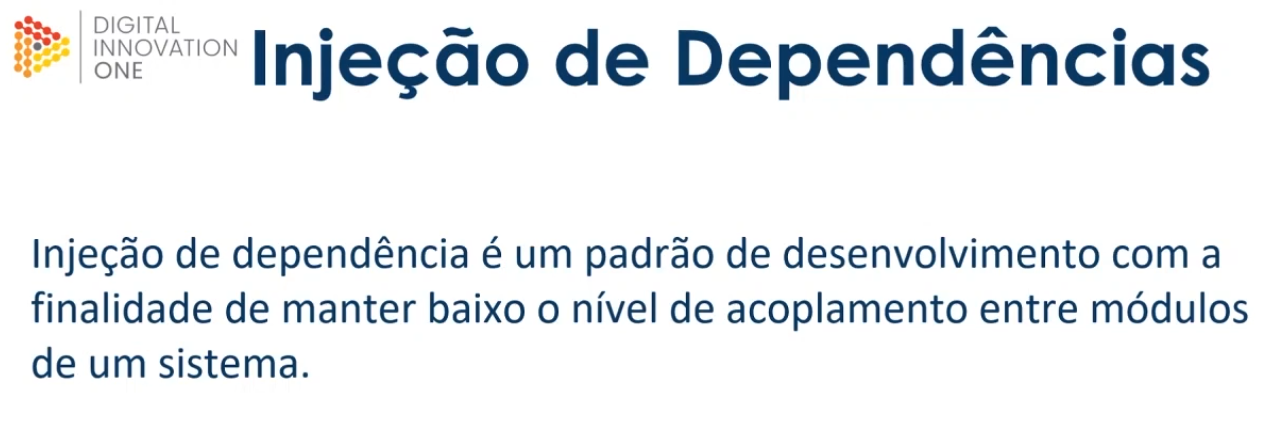 DIGITAL
INNOVATION
ONE
Injeção de Dependências
Injeção de dependência é um padrão de desenvolvimento com a
finalidade de manter baixo o nível de acoplamento entre módulos
de um sistema.